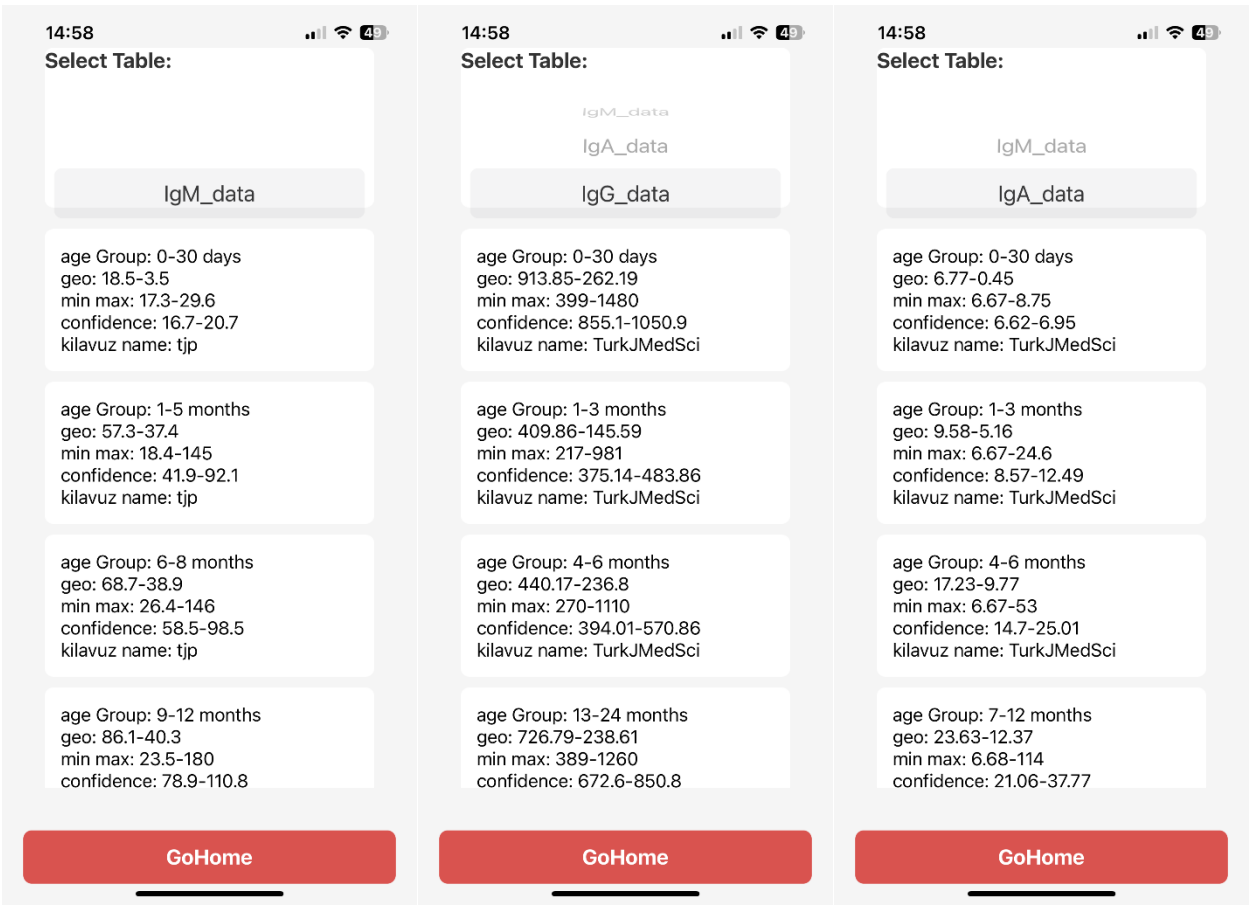 14:58
49
Select Table:
IgM_data
age Group: 0-30 days
geo: 18.5-3.5
min max: 17.3-29.6
confidence: 16.7-20.7
kilavuz name: tjp
age Group: 1-5 months
geo: 57.3-37.4
min max: 18.4-145
confidence: 41.9-92.1
kilavuz name: tjp
age Group: 6-8 months
geo: 68.7-38.9
min max: 26.4-146
confidence: 58.5-98.5
kilavuz name: tjp
age Group: 9-12 months
geo: 86.1-40.3
min max: 23.5-180
confidence: 78.9-110.8
GoHome
14:58
49
Select Table:
IgM_data
IgA_data
IgG_data
age Group: 0-30 days
geo: 913.85-262.19
min max: 399-1480
confidence: 855.1-1050.9
kilavuz name: TurkJMedSci
age Group: 1-3 months
geo: 409.86-145.59
min max: 217-981
confidence: 375.14-483.86
kilavuz name: TurkJMedSci
age Group: 4-6 months
geo: 440.17-236.8
min max: 270-1110
confidence: 394.01-570.86
kilavuz name: TurkJMedSci
age Group: 13-24 months
geo: 726.79-238.61
min max: 389-1260
confidence: 672.6-850.8
GoHome
14:58
49
Select Table:
IgM_data
IgA_data
age Group: 0-30 days
geo: 6.77-0.45
min max: 6.67-8.75
confidence: 6.62-6.95
kilavuz name: TurkJMedSci
age Group: 1-3 months
geo: 9.58-5.16
min max: 6.67-24.6
confidence: 8.57-12.49
kilavuz name: TurkJMedSci
age Group: 4-6 months
geo: 17.23-9.77
min max: 6.67-53
confidence: 14.7-25.01
kilavuz name: TurkJMedSci
age Group: 7-12 months
geo: 23.63-12.37
min max: 6.68-114
confidence: 21.06-37.77
GoHome